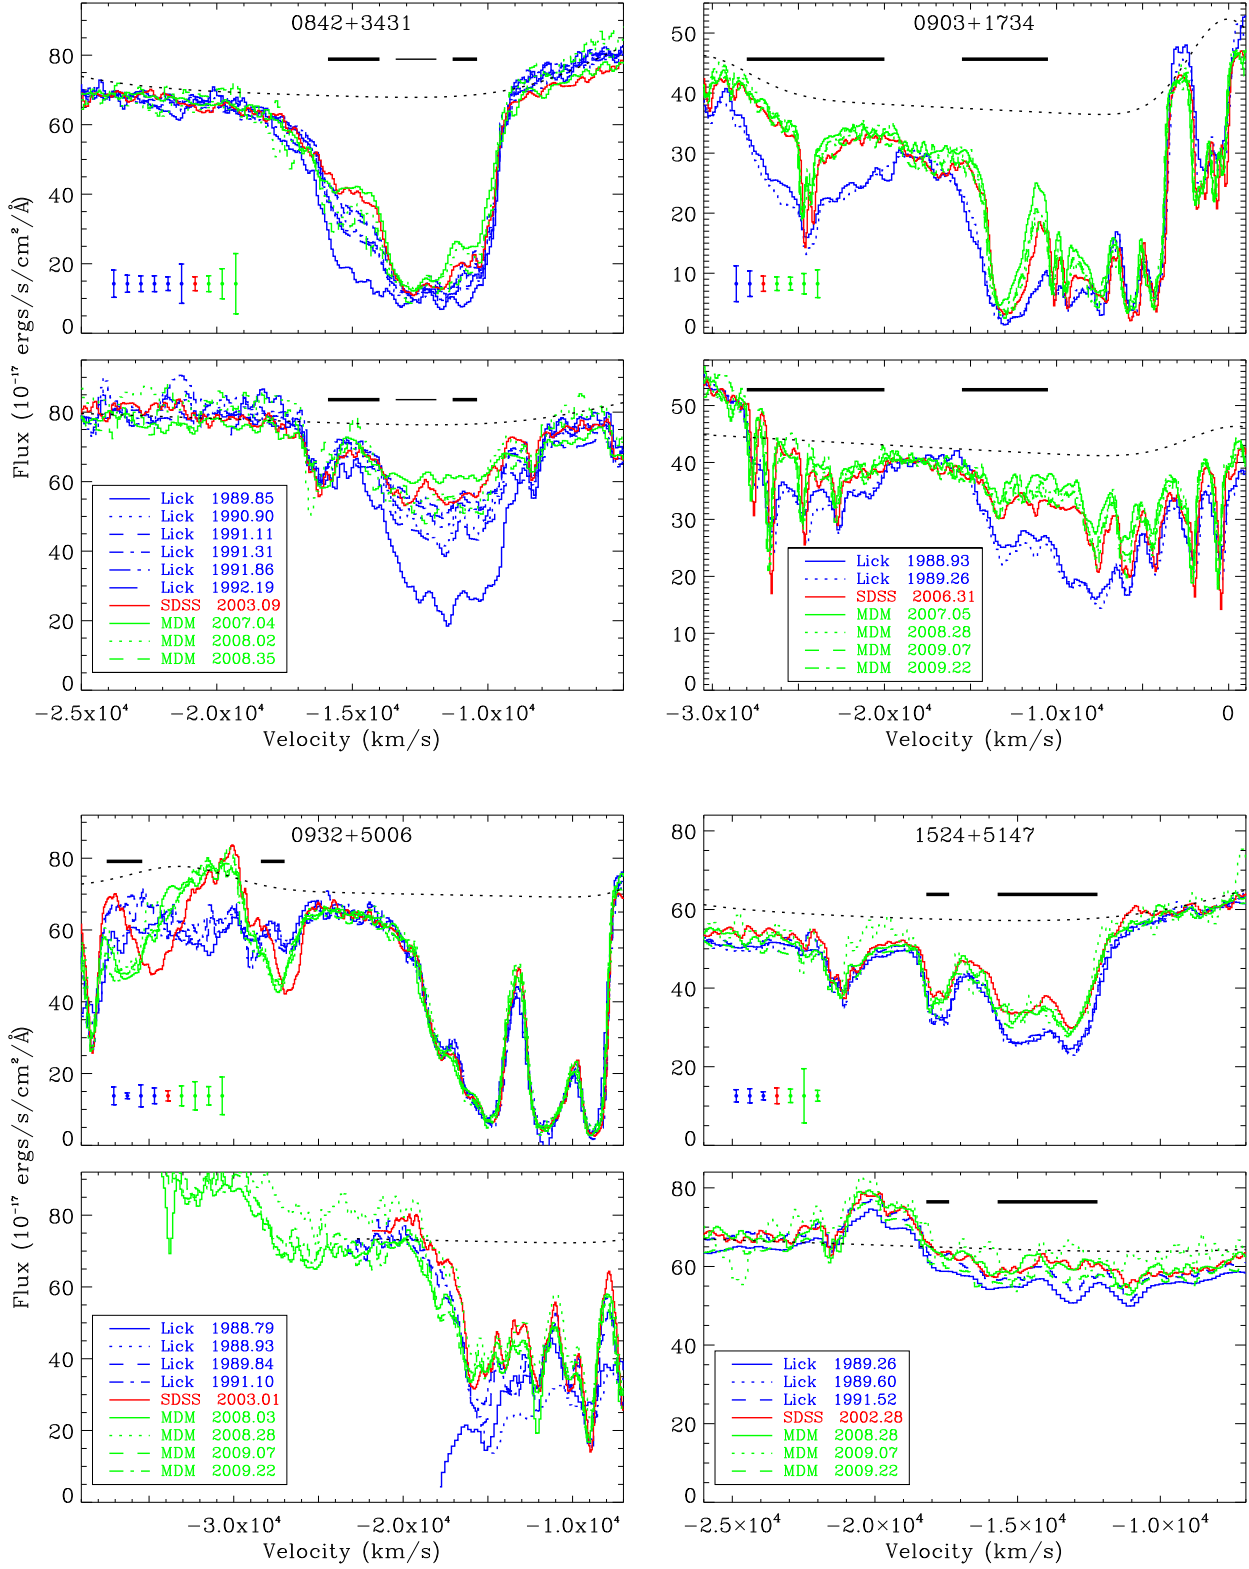 0842+3431
80
60
40
20
0
80
60
40
20
0
Lick 1989.85
Lick 1990.90
Lick 1991.11
Lick 1991.31
Lick 1991.86
Lick 1992.19
SDSS 2003.09
MDM 2007.04
MDM 2008.02
MDM 2008.35
−2.5x10⁴ −2.0x10⁴ −1.5x10⁴ −1.0x10⁴
Velocity (km/s)
Flux (10⁻¹⁷ ergs/s/cm²/Å)
0903+1734
50
40
30
20
10
0
50
40
30
20
10
0
Lick 1988.93
Lick 1989.26
SDSS 2006.31
MDM 2007.05
MDM 2008.28
MDM 2009.07
MDM 2009.22
−3.0x10⁴ −2.0x10⁴ −1.0x10⁴ 0
Velocity (km/s)
0932+5006
80
60
40
20
0
80
60
40
20
0
Lick 1988.79
Lick 1988.93
Lick 1989.84
Lick 1991.10
SDSS 2003.01
MDM 2008.03
MDM 2008.28
MDM 2009.07
MDM 2009.22
−3.0x10⁴ −2.0x10⁴ −1.0x10⁴
Velocity (km/s)
Flux (10⁻¹⁷ ergs/s/cm²/Å)
1524+5147
80
60
40
20
0
80
60
40
20
0
Lick 1989.26
Lick 1989.60
Lick 1991.52
SDSS 2002.28
MDM 2008.28
MDM 2009.07
MDM 2009.22
−2.5×10⁴ −2.0×10⁴ −1.5×10⁴ −1.0×10⁴
Velocity (km/s)